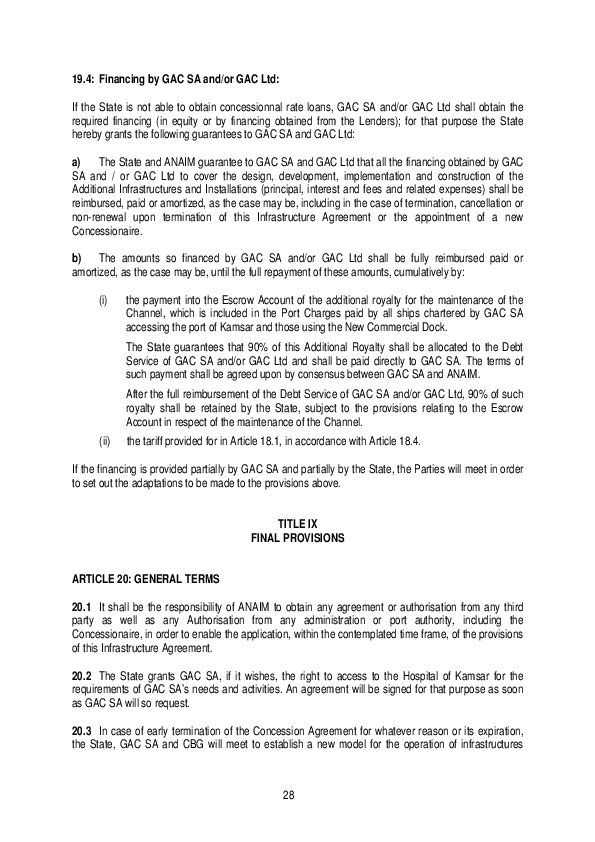 19.4: Financing by GAC SA and/or GAC Ltd:
If the State is not able to obtain concessionnal rate loans, GAC SA and/or GAC Ltd shall obtain the
required financing (in equity or by financing obtained from the Lenders); for that purpose the State
hereby grants the following guarantees to GAC SA and GAC Ltd:
a) The State and ANAIM guarantee to GAC SA and GAC Ltd that all the financing obtained by GAC
SA and / or GAC Ltd to cover the design, development, implementation and construction of the
Additional Infrastructures and Installations (principal, interest and fees and related expenses) shall be
reimbursed, paid or amortized, as the case may be, including in the case of termination, cancellation or
non-renewal upon termination of this Infrastructure Agreement or the appointment of a new
Concessionaire.
b) The amounts so financed by GAC SA and/or GAC Ltd shall be fully reimbursed paid or
amortized, as the case may be, until the full repayment of these amounts, cumulatively by:
(i) the payment into the Escrow Account of the additional royalty for the maintenance of the
Channel, which is included in the Port Charges paid by all ships chartered by GAC SA
accessing the port of Kamsar and those using the New Commercial Dock.
The State guarantees that 90% of this Additional Royalty shall be allocated to the Debt
Service of GAC SA and/or GAC Ltd and shall be paid directly to GAC SA. The terms of
such payment shall be agreed upon by consensus between GAC SA and ANAIM.
After the full reimbursement of the Debt Service of GAC SA and/or GAC Ltd, 90% of such
royalty shall be retained by the State, subject to the provisions relating to the Escrow
Account in respect of the maintenance of the Channel.
(ii) the tariff provided for in Article 18.1, in accordance with Article 18.4.
If the financing is provided partially by GAC SA and partially by the State, the Parties will meet in order
to set out the adaptations to be made to the provisions above.
TITLE IX
FINAL PROVISIONS
ARTICLE 20: GENERAL TERMS
20.1 It shall be the responsibility of ANAIM to obtain any agreement or authorisation from any third
party as well as any Authorisation from any administration or port authority, including the
Concessionaire, in order to enable the application, within the contemplated time frame, of the provisions
of this Infrastructure Agreement.
20.2 The State grants GAC SA, if it wishes, the right to access to the Hospital of Kamsar for the
requirements of GAC SA's needs and activities. An agreement will be signed for that purpose as soon
as GAC SA will so request.
20.3 In case of early termination of the Concession Agreement for whatever reason or its expiration,
the State, GAC SA and CBG will meet to establish a new model for the operation of infrastructures
28